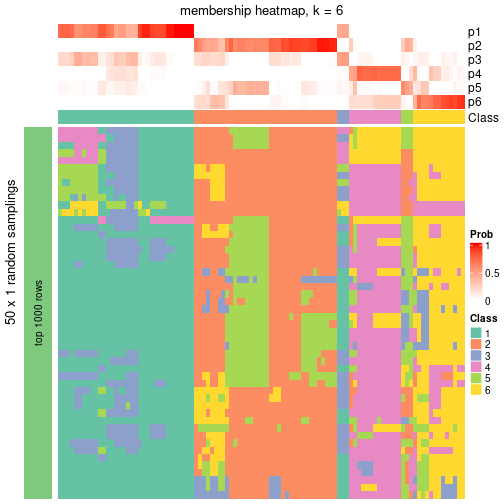 membership heatmap, k = 6
p1
p2
p3
p4
p5
p6
Class
50 x 1 random samplings
top 1000 rows
Prob
1
0.5
0
Class
1
2
3
4
5
6